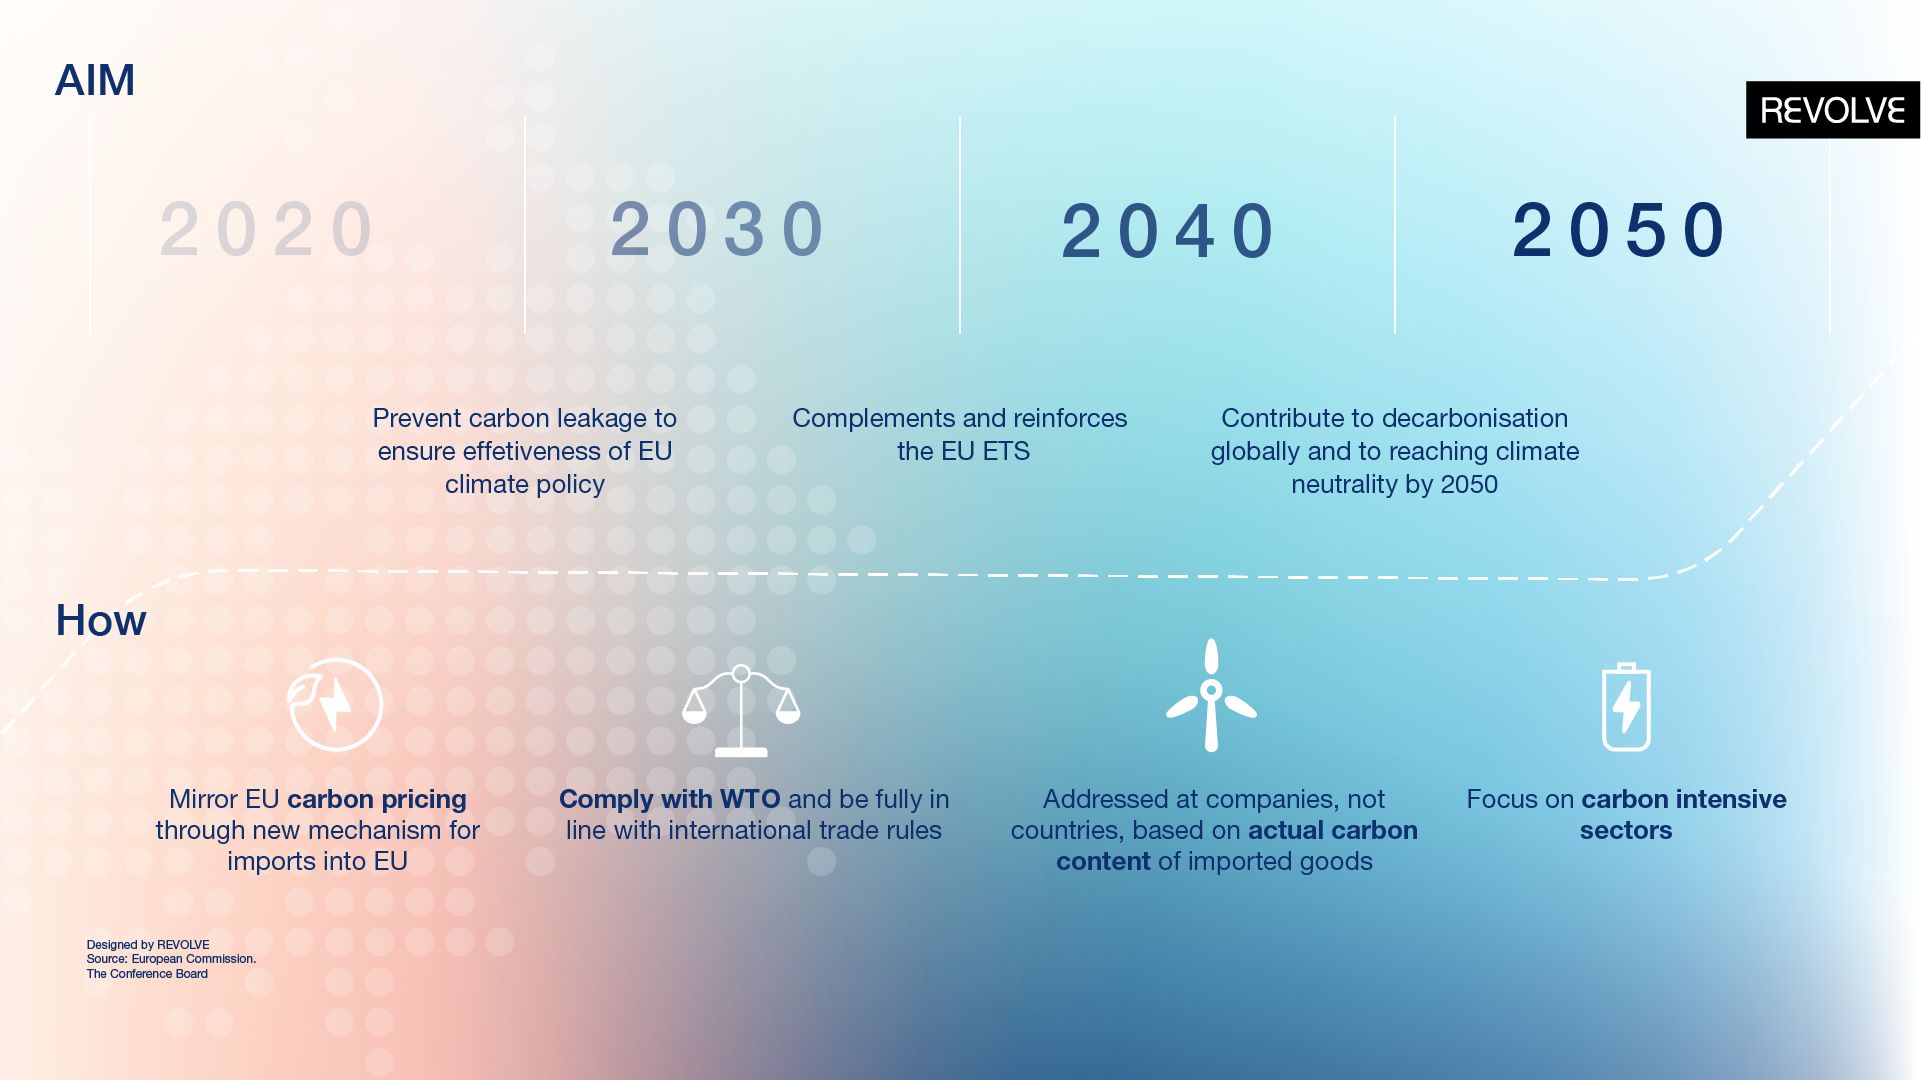 AIM
REVOLVE
2020
2030
2040
2050
Prevent carbon leakage to
ensure effetiveness of EU
climate policy
Complements and reinforces
the EU ETS
Contribute to decarbonisation
globally and to reaching climate
neutrality by 2050
How
Mirror EU carbon pricing
through new mechanism for
imports into EU
Comply with WTO and be fully in
line with international trade rules
Addressed at companies, not
countries, based on actual carbon
content of imported goods
Focus on carbon intensive
sectors
Designed by REVOLVE
Source: European Commission.
The Conference Board